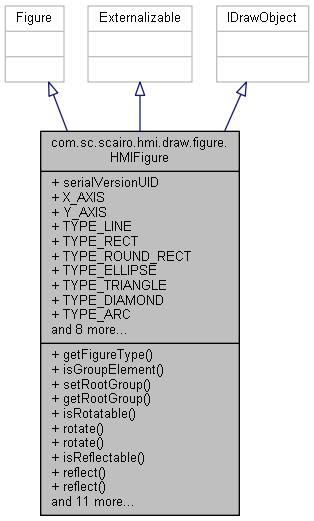 Figure
Externalizable
IDrawObject
com.sc.scairo.hmi.draw.figure.
HMIFigure
+ serialVersionUID
+ X_AXIS
+ Y_AXIS
+ TYPE_LINE
+ TYPE_RECT
+ TYPE_ROUND_RECT
+ TYPE_ELLIPSE
+ TYPE_TRIANGLE
+ TYPE_DIAMOND
+ TYPE_ARC
and 8 more...
+ getFigureType()
+ isGroupElement()
+ setRootGroup()
+ getRootGroup()
+ isRotatable()
+ rotate()
+ rotate()
+ isReflectable()
+ reflect()
+ reflect()
and 11 more...